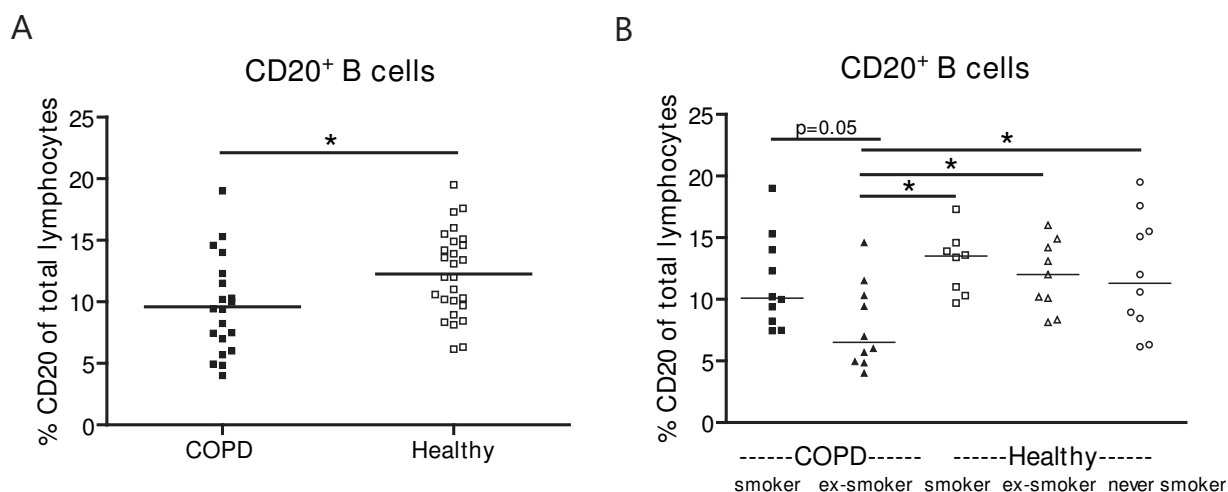 A
CD20⁺ B cells
% CD20 of total lymphocytes
25
20
15
10
5
0
*
COPD
Healthy
B
CD20⁺ B cells
% CD20 of total lymphocytes
25
20
15
10
5
0
p=0.05
*
*
*
------COPD------
------Healthy------
smoker ex-smoker smoker ex-smoker never smoker